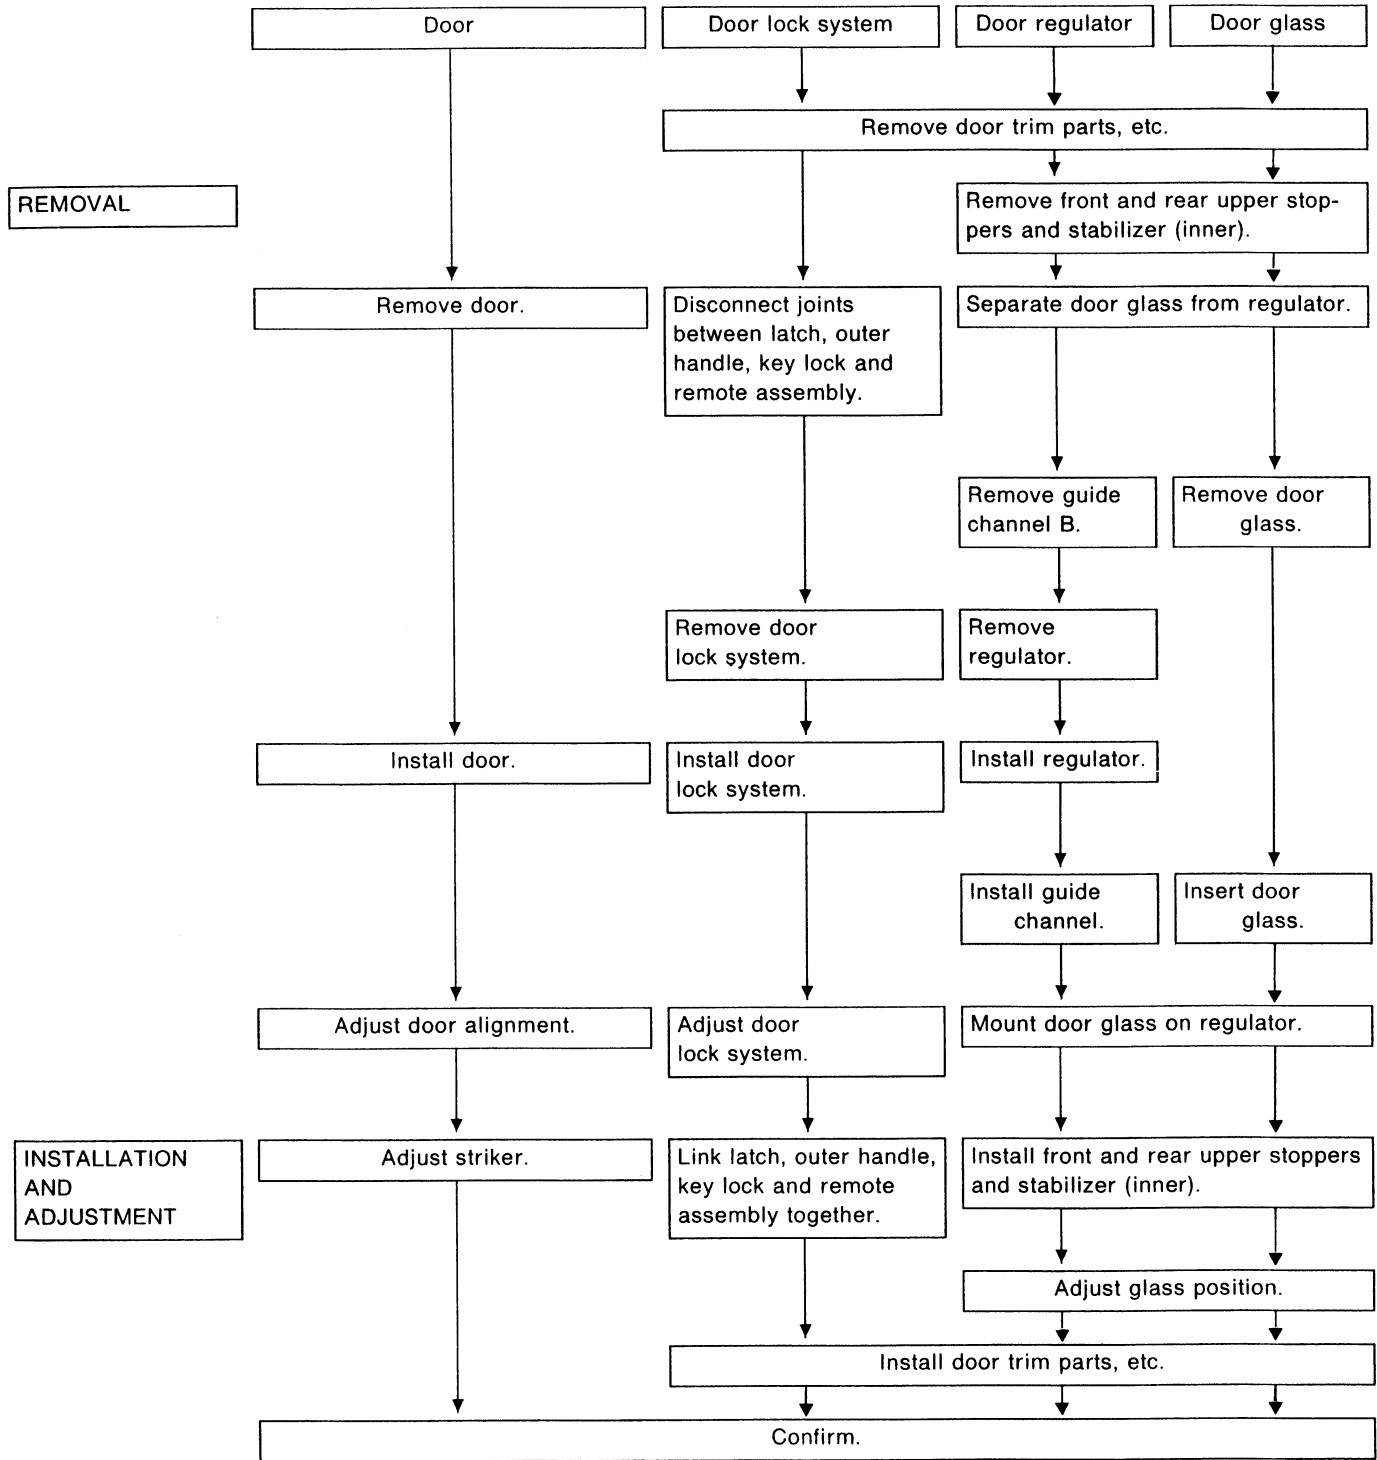 Door
Door lock system
Door regulator
Door glass
Remove door trim parts, etc.
REMOVAL
Remove front and rear upper stop-
pers and stabilizer (inner).
Remove door.
Disconnect joints
between latch, outer
handle, key lock and
remote assembly.
Separate door glass from regulator.
Remove guide
channel B.
Remove door
glass.
Remove door
lock system.
Remove
regulator.
Install door.
Install door
lock system.
Install regulator.
Install guide
channel.
Insert door
glass.
Adjust door alignment.
Adjust door
lock system.
Mount door glass on regulator.
INSTALLATION
AND
ADJUSTMENT
Adjust striker.
Link latch, outer handle,
key lock and remote
assembly together.
Install front and rear upper stoppers
and stabilizer (inner).
Adjust glass position.
Install door trim parts, etc.
Confirm.